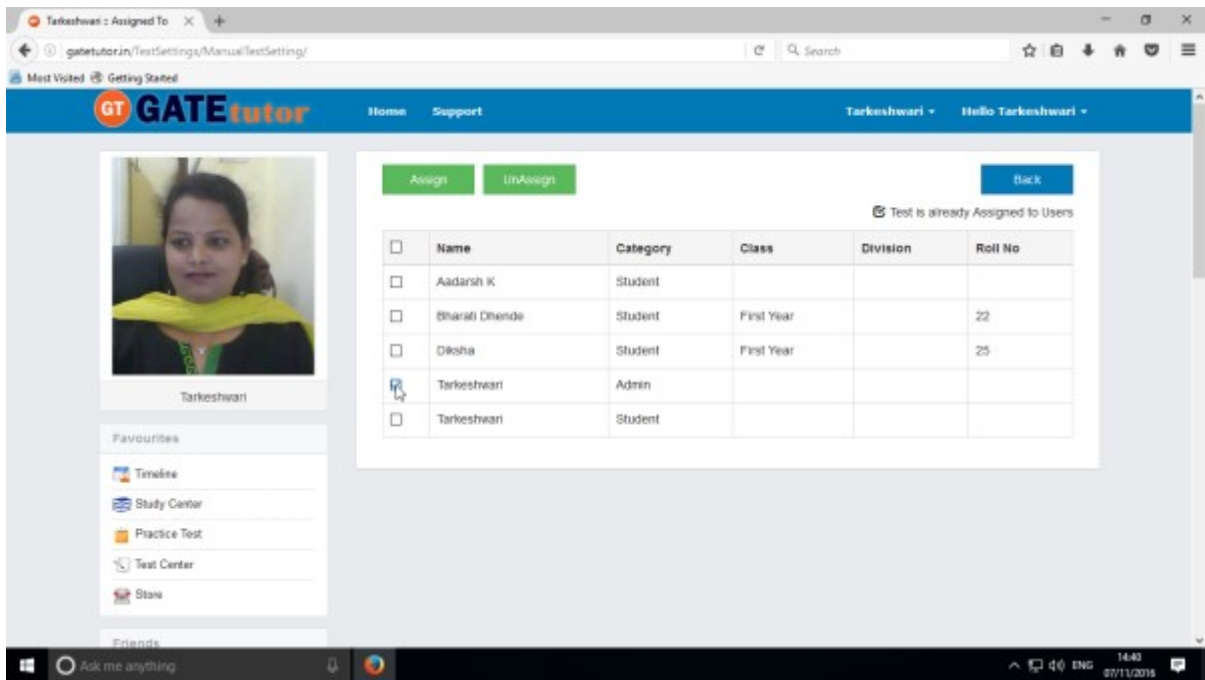 Tarkeshwari :: Assigned To
gatetutor.in/TestSettings/ManualTestSetting/
Search
Most Visited Getting Started
GT GATEtutor Home Support Tarkeshwari Hello Tarkeshwari
Assign UnAssign Back
Test is already Assigned to Users
Name Category Class Division Roll No
Aadarsh K Student
Bharati Dhende Student First Year 22
Diksha Student First Year 25
Tarkeshwari Admin
Tarkeshwari Student
Tarkeshwari
Favourites
Timeline
Study Center
Practice Test
Test Center
Store
Friends
Ask me anything ENG 14:40
07/11/2016